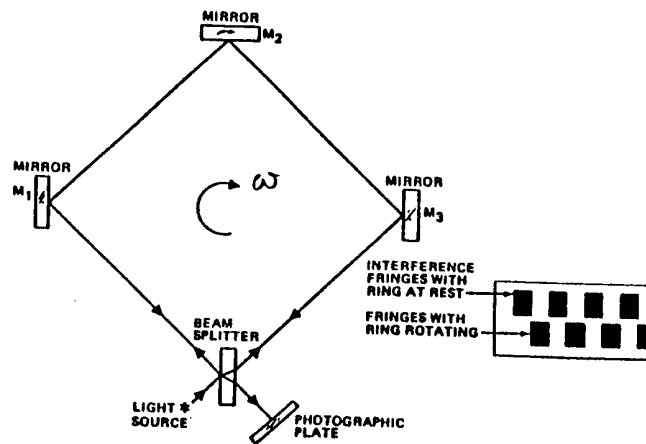 MIRROR
M2
MIRROR
M1
ω
MIRROR
M3
INTERFERENCE
FRINGES WITH
RING AT REST
FRINGES WITH
RING ROTATING
BEAM
SPLITTER
LIGHT *
SOURCE
PHOTOGRAPHIC
PLATE